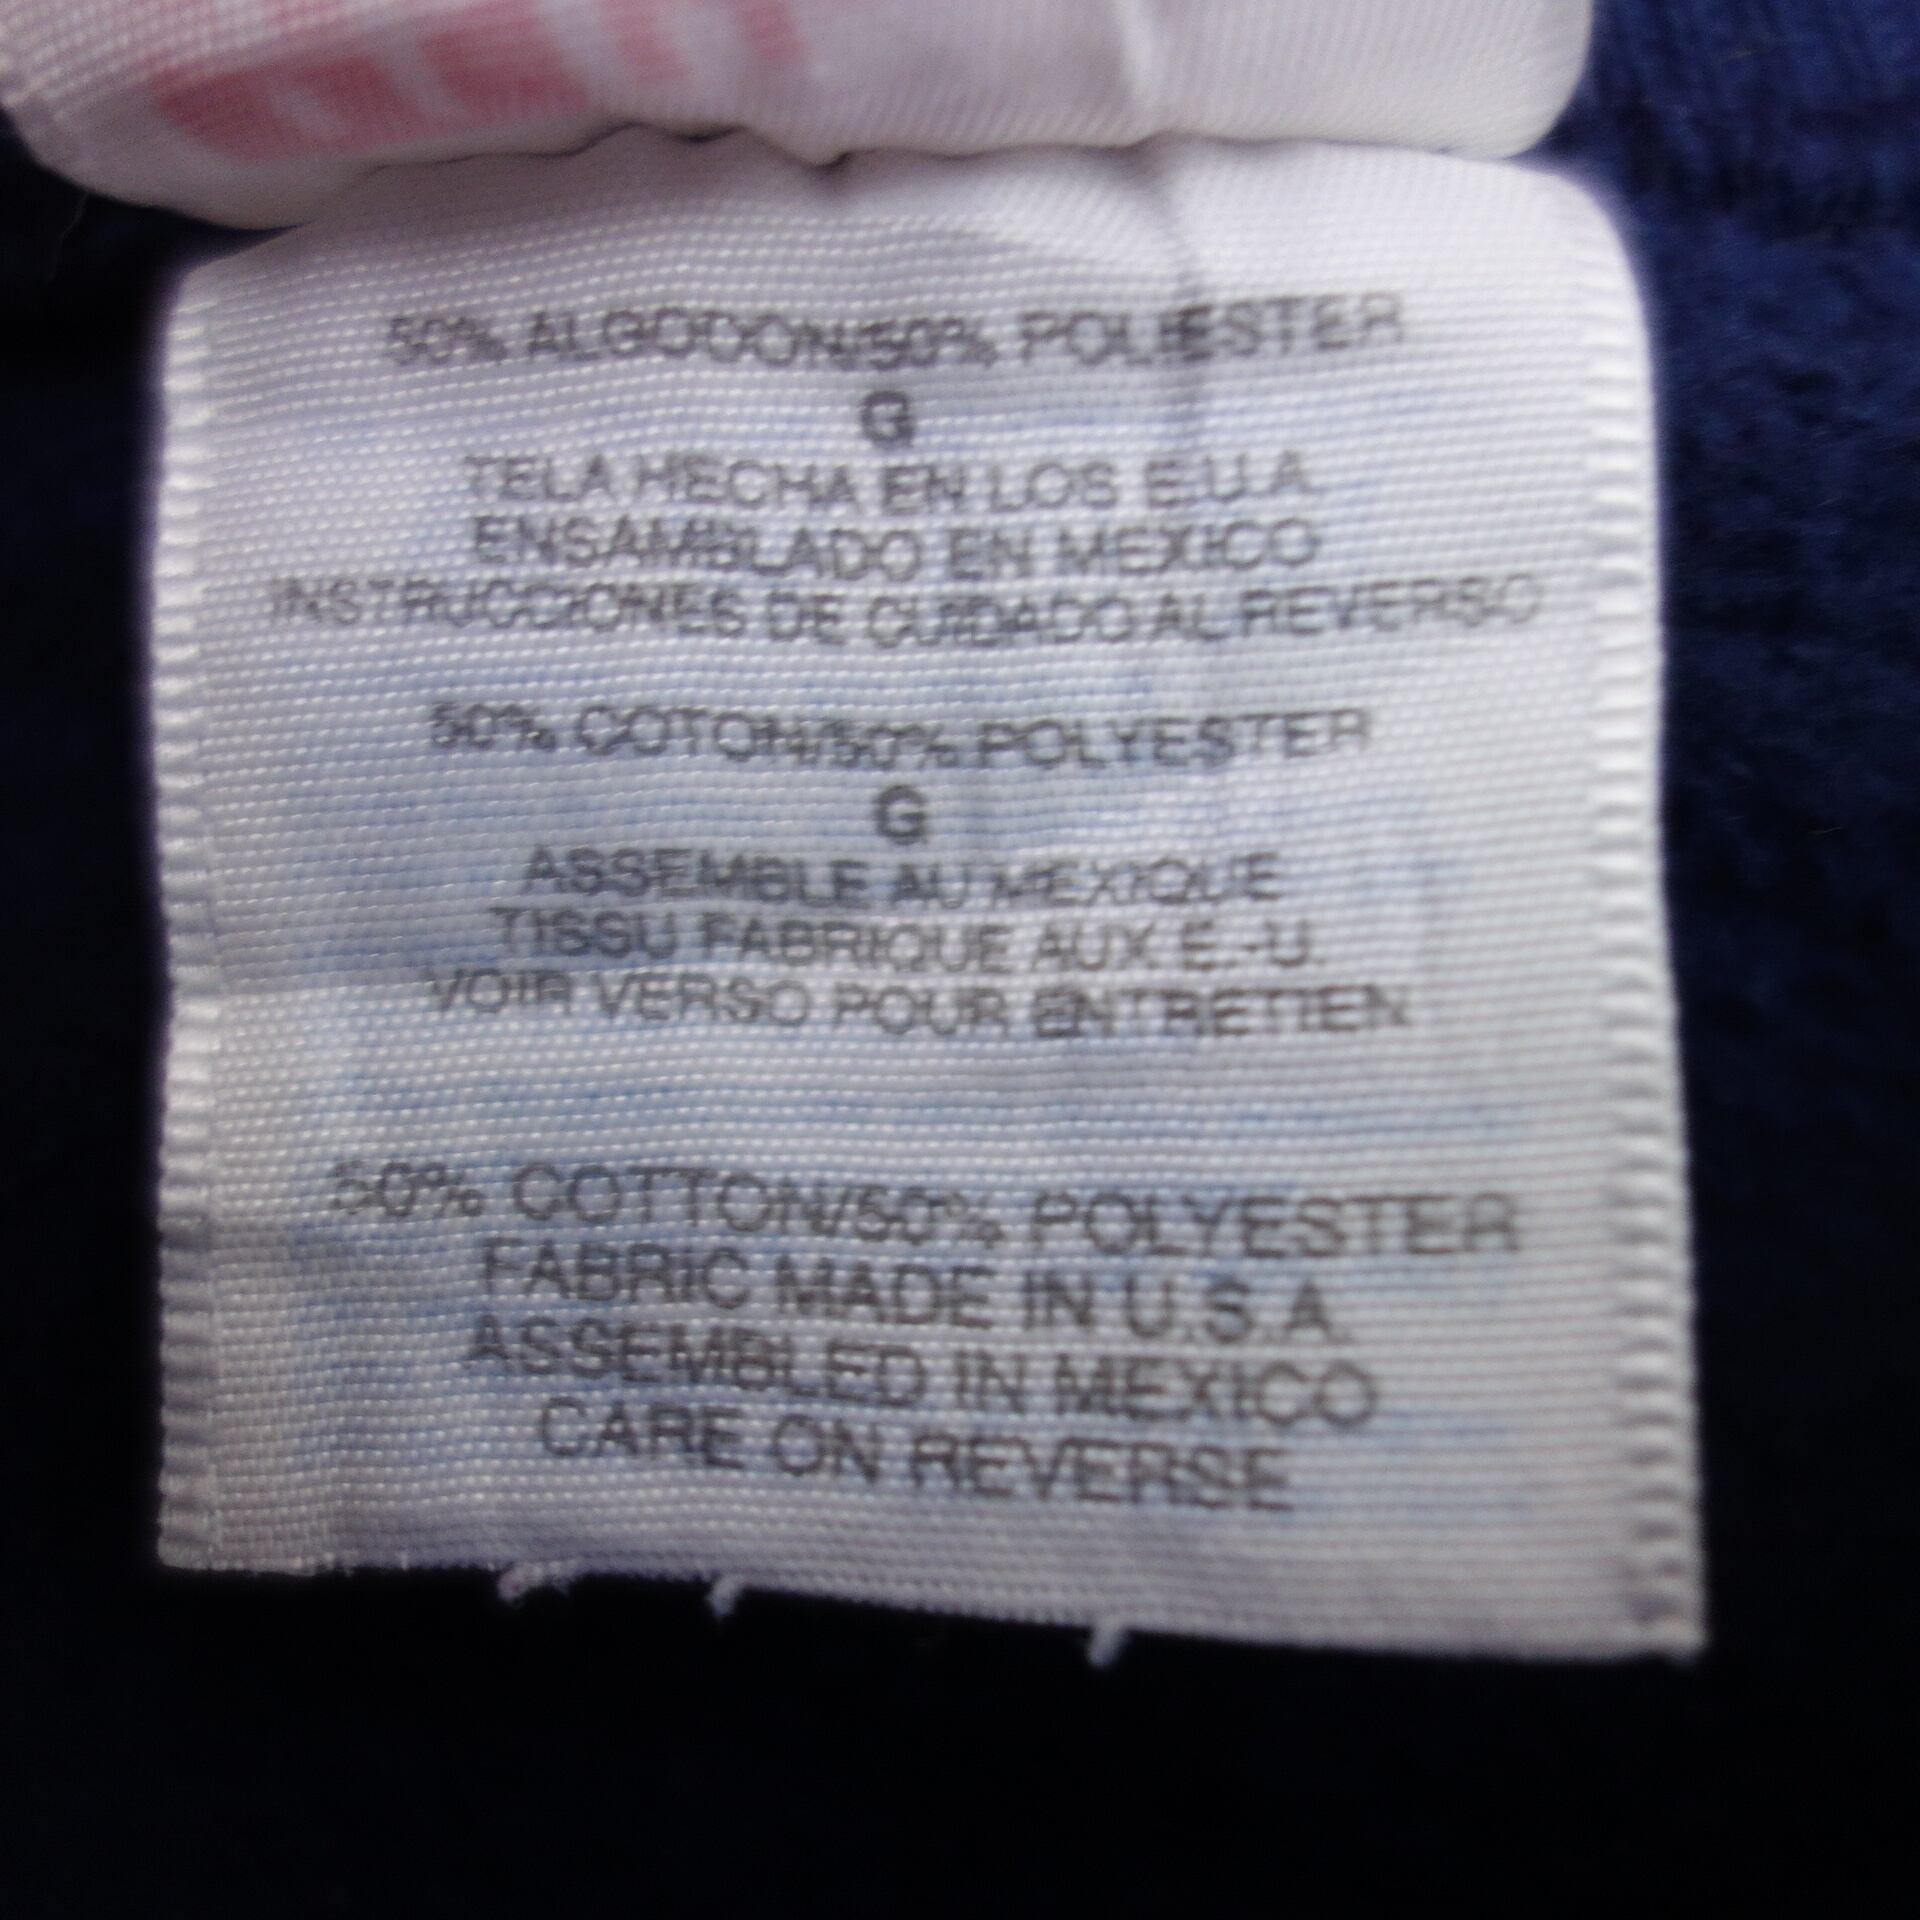 50% ALGODON/50% POLIESTER
G
TELA HECHA EN LOS E.U.A.
ENSAMBLADO EN MEXICO
INSTRUCCIONES DE CUIDADO AL REVERSO
50% COTON/50% POLYESTER
G
ASSEMBLE AU MEXIQUE
TISSU FABRIQUE AUX E.-U.
VOIR VERSO POUR ENTRETIEN
50% COTTON/50% POLYESTER
FABRIC MADE IN U.S.A.
ASSEMBLED IN MEXICO
CARE ON REVERSE